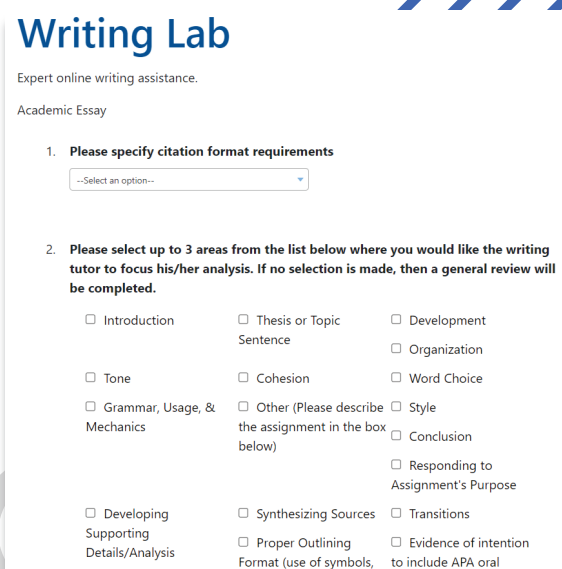 Writing Lab
Expert online writing assistance.
Academic Essay
1. Please specify citation format requirements
--Select an option--
2. Please select up to 3 areas from the list below where you would like the writing
tutor to focus his/her analysis. If no selection is made, then a general review will
be completed.
Introduction
Thesis or Topic
Sentence
Development
Organization
Tone
Cohesion
Word Choice
Grammar, Usage, &
Mechanics
Other (Please describe
the assignment in the box
below)
Style
Conclusion
Responding to
Assignment's Purpose
Developing
Supporting
Details/Analysis
Synthesizing Sources
Proper Outlining
Format (use of symbols,
Transitions
Evidence of intention
to include APA oral